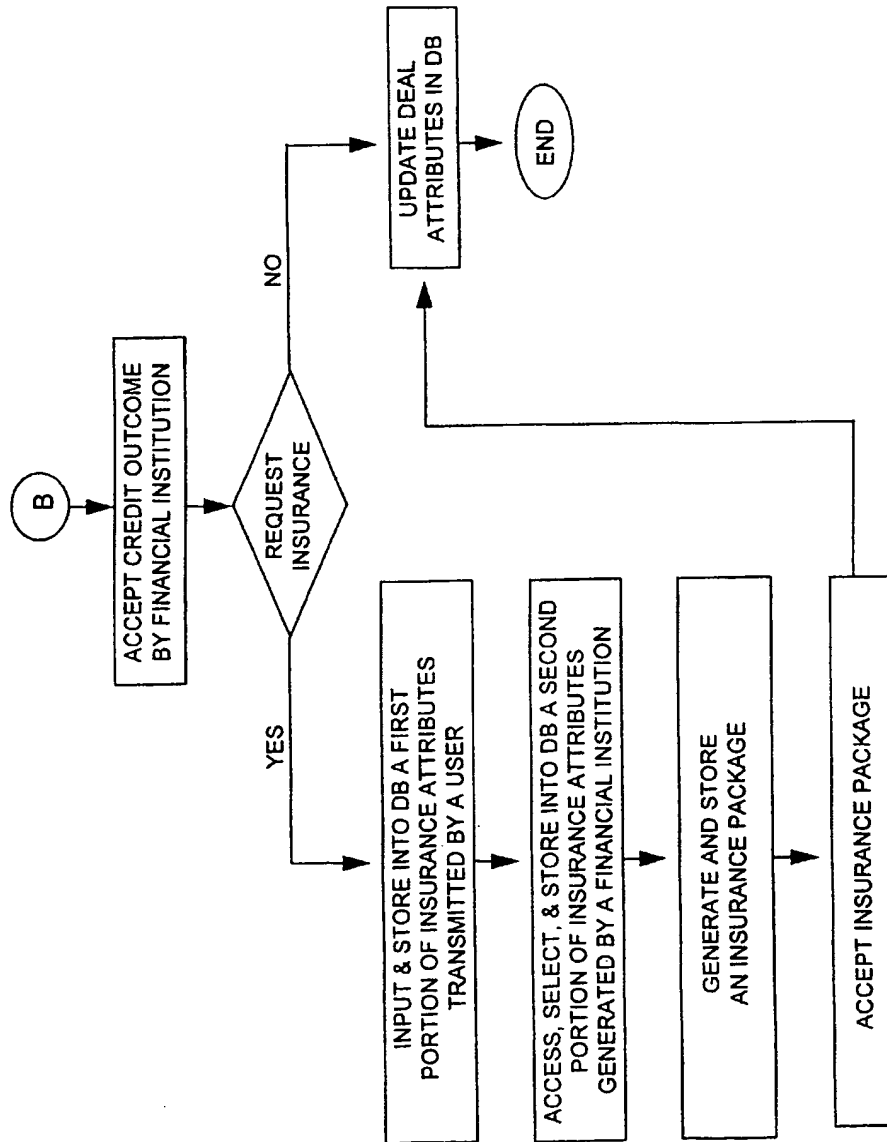 B
ACCEPT CREDIT OUTCOME
BY FINANCIAL INSTITUTION
REQUEST
INSURANCE
YES
NO
INPUT & STORE INTO DB A FIRST
PORTION OF INSURANCE ATTRIBUTES
TRANSMITTED BY A USER
ACCESS, SELECT, & STORE INTO DB A SECOND
PORTION OF INSURANCE ATTRIBUTES
GENERATED BY A FINANCIAL INSTITUTION
GENERATE AND STORE
AN INSURANCE PACKAGE
ACCEPT INSURANCE PACKAGE
UPDATE DEAL
ATTRIBUTES IN DB
END